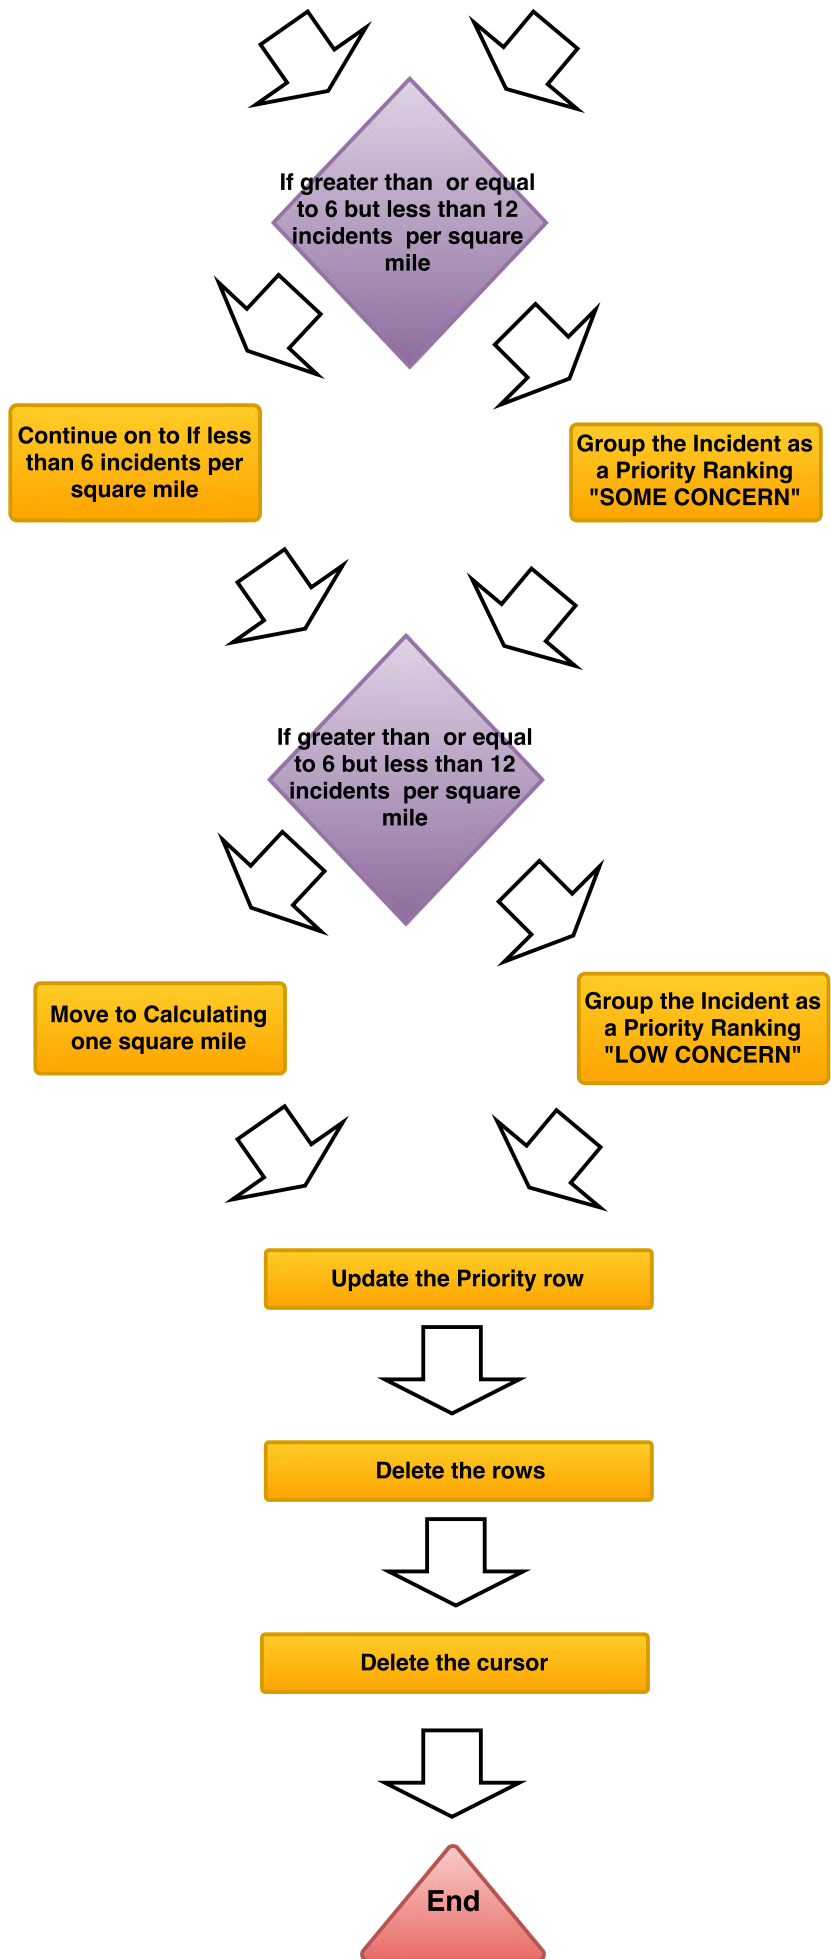 If greater than  or equal
to 6 but less than 12
incidents  per square
mile
Continue on to If less
than 6 incidents per
square mile
Group the Incident as
a Priority Ranking
"SOME CONCERN"
If greater than  or equal
to 6 but less than 12
incidents  per square
mile
Move to Calculating
one square mile
Group the Incident as
a Priority Ranking
"LOW CONCERN"
Update the Priority row
Delete the rows
Delete the cursor
End